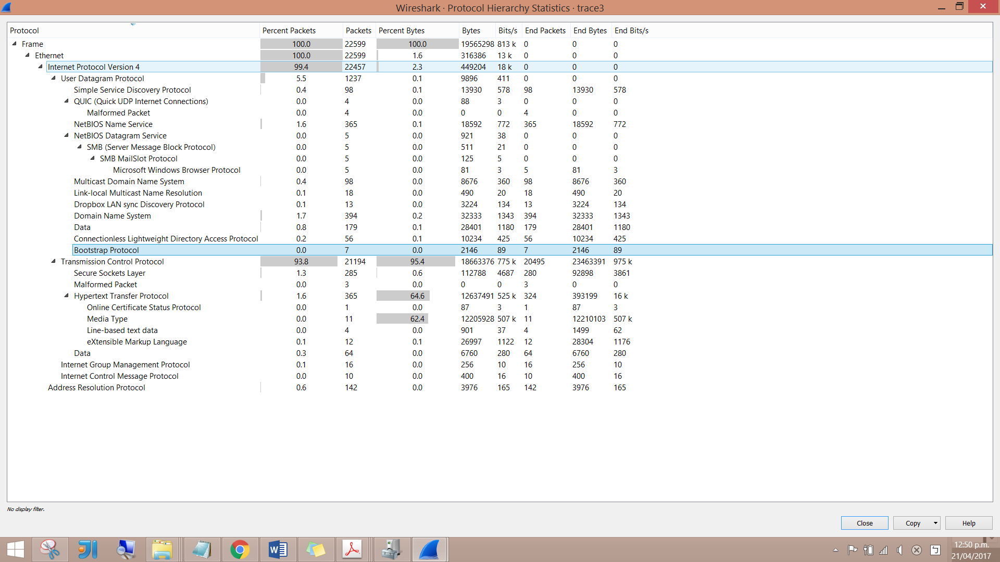 Wireshark · Protocol Hierarchy Statistics · trace3
Protocol Percent Packets Packets Percent Bytes Bytes Bits/s End Packets End Bytes End Bits/s
Frame 100.0 22599 100.0 19565298 813 k 0 0 0
Ethernet 100.0 22599 1.6 316386 13 k 0 0 0
Internet Protocol Version 4 99.4 22457 2.3 449204 18 k 0 0 0
User Datagram Protocol 5.5 1237 0.1 9896 411 0 0 0
Simple Service Discovery Protocol 0.4 98 0.1 13930 578 98 13930 578
QUIC (Quick UDP Internet Connections) 0.0 4 0.0 88 3 0 0 0
Malformed Packet 0.0 4 0.0 0 0 4 0 0
NetBIOS Name Service 1.6 365 0.1 18592 772 365 18592 772
NetBIOS Datagram Service 0.0 5 0.0 921 38 0 0 0
SMB (Server Message Block Protocol) 0.0 5 0.0 511 21 0 0 0
SMB MailSlot Protocol 0.0 5 0.0 125 5 0 0 0
Microsoft Windows Browser Protocol 0.0 5 0.0 81 3 5 81 3
Multicast Domain Name System 0.4 98 0.0 8676 360 98 8676 360
Link-local Multicast Name Resolution 0.1 18 0.0 490 20 18 490 20
Dropbox LAN sync Discovery Protocol 0.1 13 0.0 3224 134 13 3224 134
Domain Name System 1.7 394 0.2 32333 1343 394 32333 1343
Data 0.8 179 0.1 28401 1180 179 28401 1180
Connectionless Lightweight Directory Access Protocol 0.2 56 0.1 10234 425 56 10234 425
Bootstrap Protocol 0.0 7 0.0 2146 89 7 2146 89
Transmission Control Protocol 93.8 21194 95.4 18663376 775 k 20495 23463391 975 k
Secure Sockets Layer 1.3 285 0.6 112788 4687 280 92898 3861
Malformed Packet 0.0 3 0.0 0 0 3 0 0
Hypertext Transfer Protocol 1.6 365 64.6 12637491 525 k 324 393199 16 k
Online Certificate Status Protocol 0.0 1 0.0 87 3 1 87 3
Media Type 0.0 11 62.4 12205928 507 k 11 12210103 507 k
Line-based text data 0.0 4 0.0 901 37 4 1499 62
eXtensible Markup Language 0.1 12 0.1 26997 1122 12 28304 1176
Data 0.3 64 0.0 6760 280 64 6760 280
Internet Group Management Protocol 0.1 16 0.0 256 10 16 256 10
Internet Control Message Protocol 0.0 10 0.0 400 16 10 400 16
Address Resolution Protocol 0.6 142 0.0 3976 165 142 3976 165
No display filter.
Close Copy Help
12:50 p.m.
21/04/2017